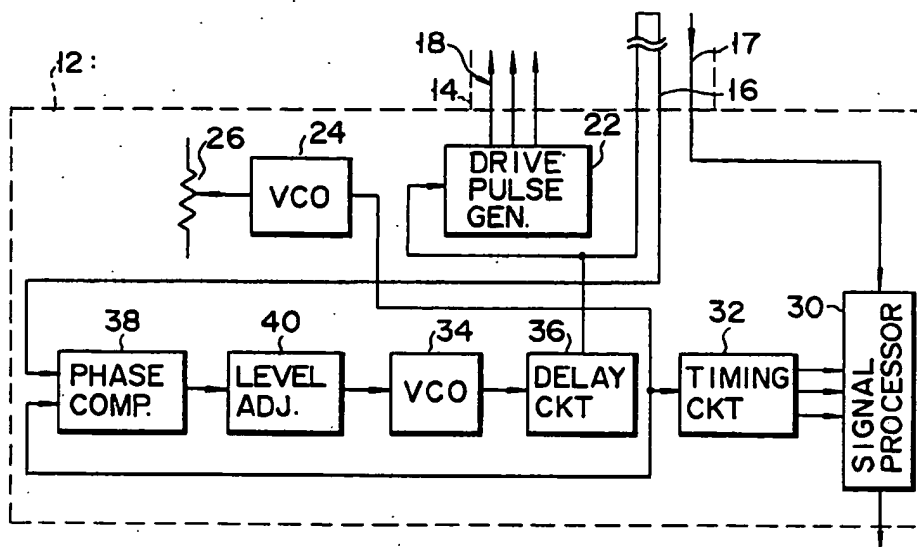 12:
18
14
16
17
26
24
VCO
22
DRIVE
PULSE
GEN.
38
PHASE
COMP.
40
LEVEL
ADJ.
34
VCO
36
DELAY
CKT
32
TIMING
CKT
30
SIGNAL
PROCESSOR